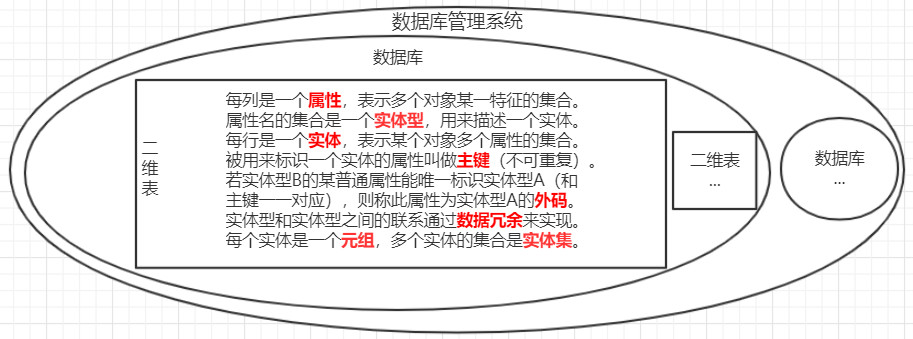 数据库管理系统
数据库
二维表
每列是一个属性，表示多个对象某一特征的集合。
属性名的集合是一个实体型，用来描述一个实体。
每行是一个实体，表示某个对象多个属性的集合。
被用来标识一个实体的属性叫做主键（不可重复）。
若实体型B的某普通属性能唯一标识实体型A（和
主键一一对应），则称此属性为实体型A的外码。
实体型和实体型之间的联系通过数据冗余来实现。
每个实体是一个元组，多个实体的集合是实体集。
二维表
...
数据库
...